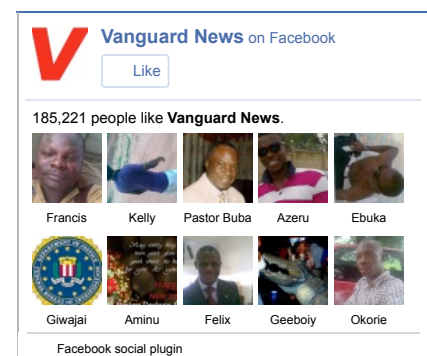 Vanguard News on Facebook
Like
185,221 people like Vanguard News.
Francis Kelly Pastor Buba Azeru Ebuka
Giwajai Aminu Felix Geeboiy Okorie
Facebook social plugin